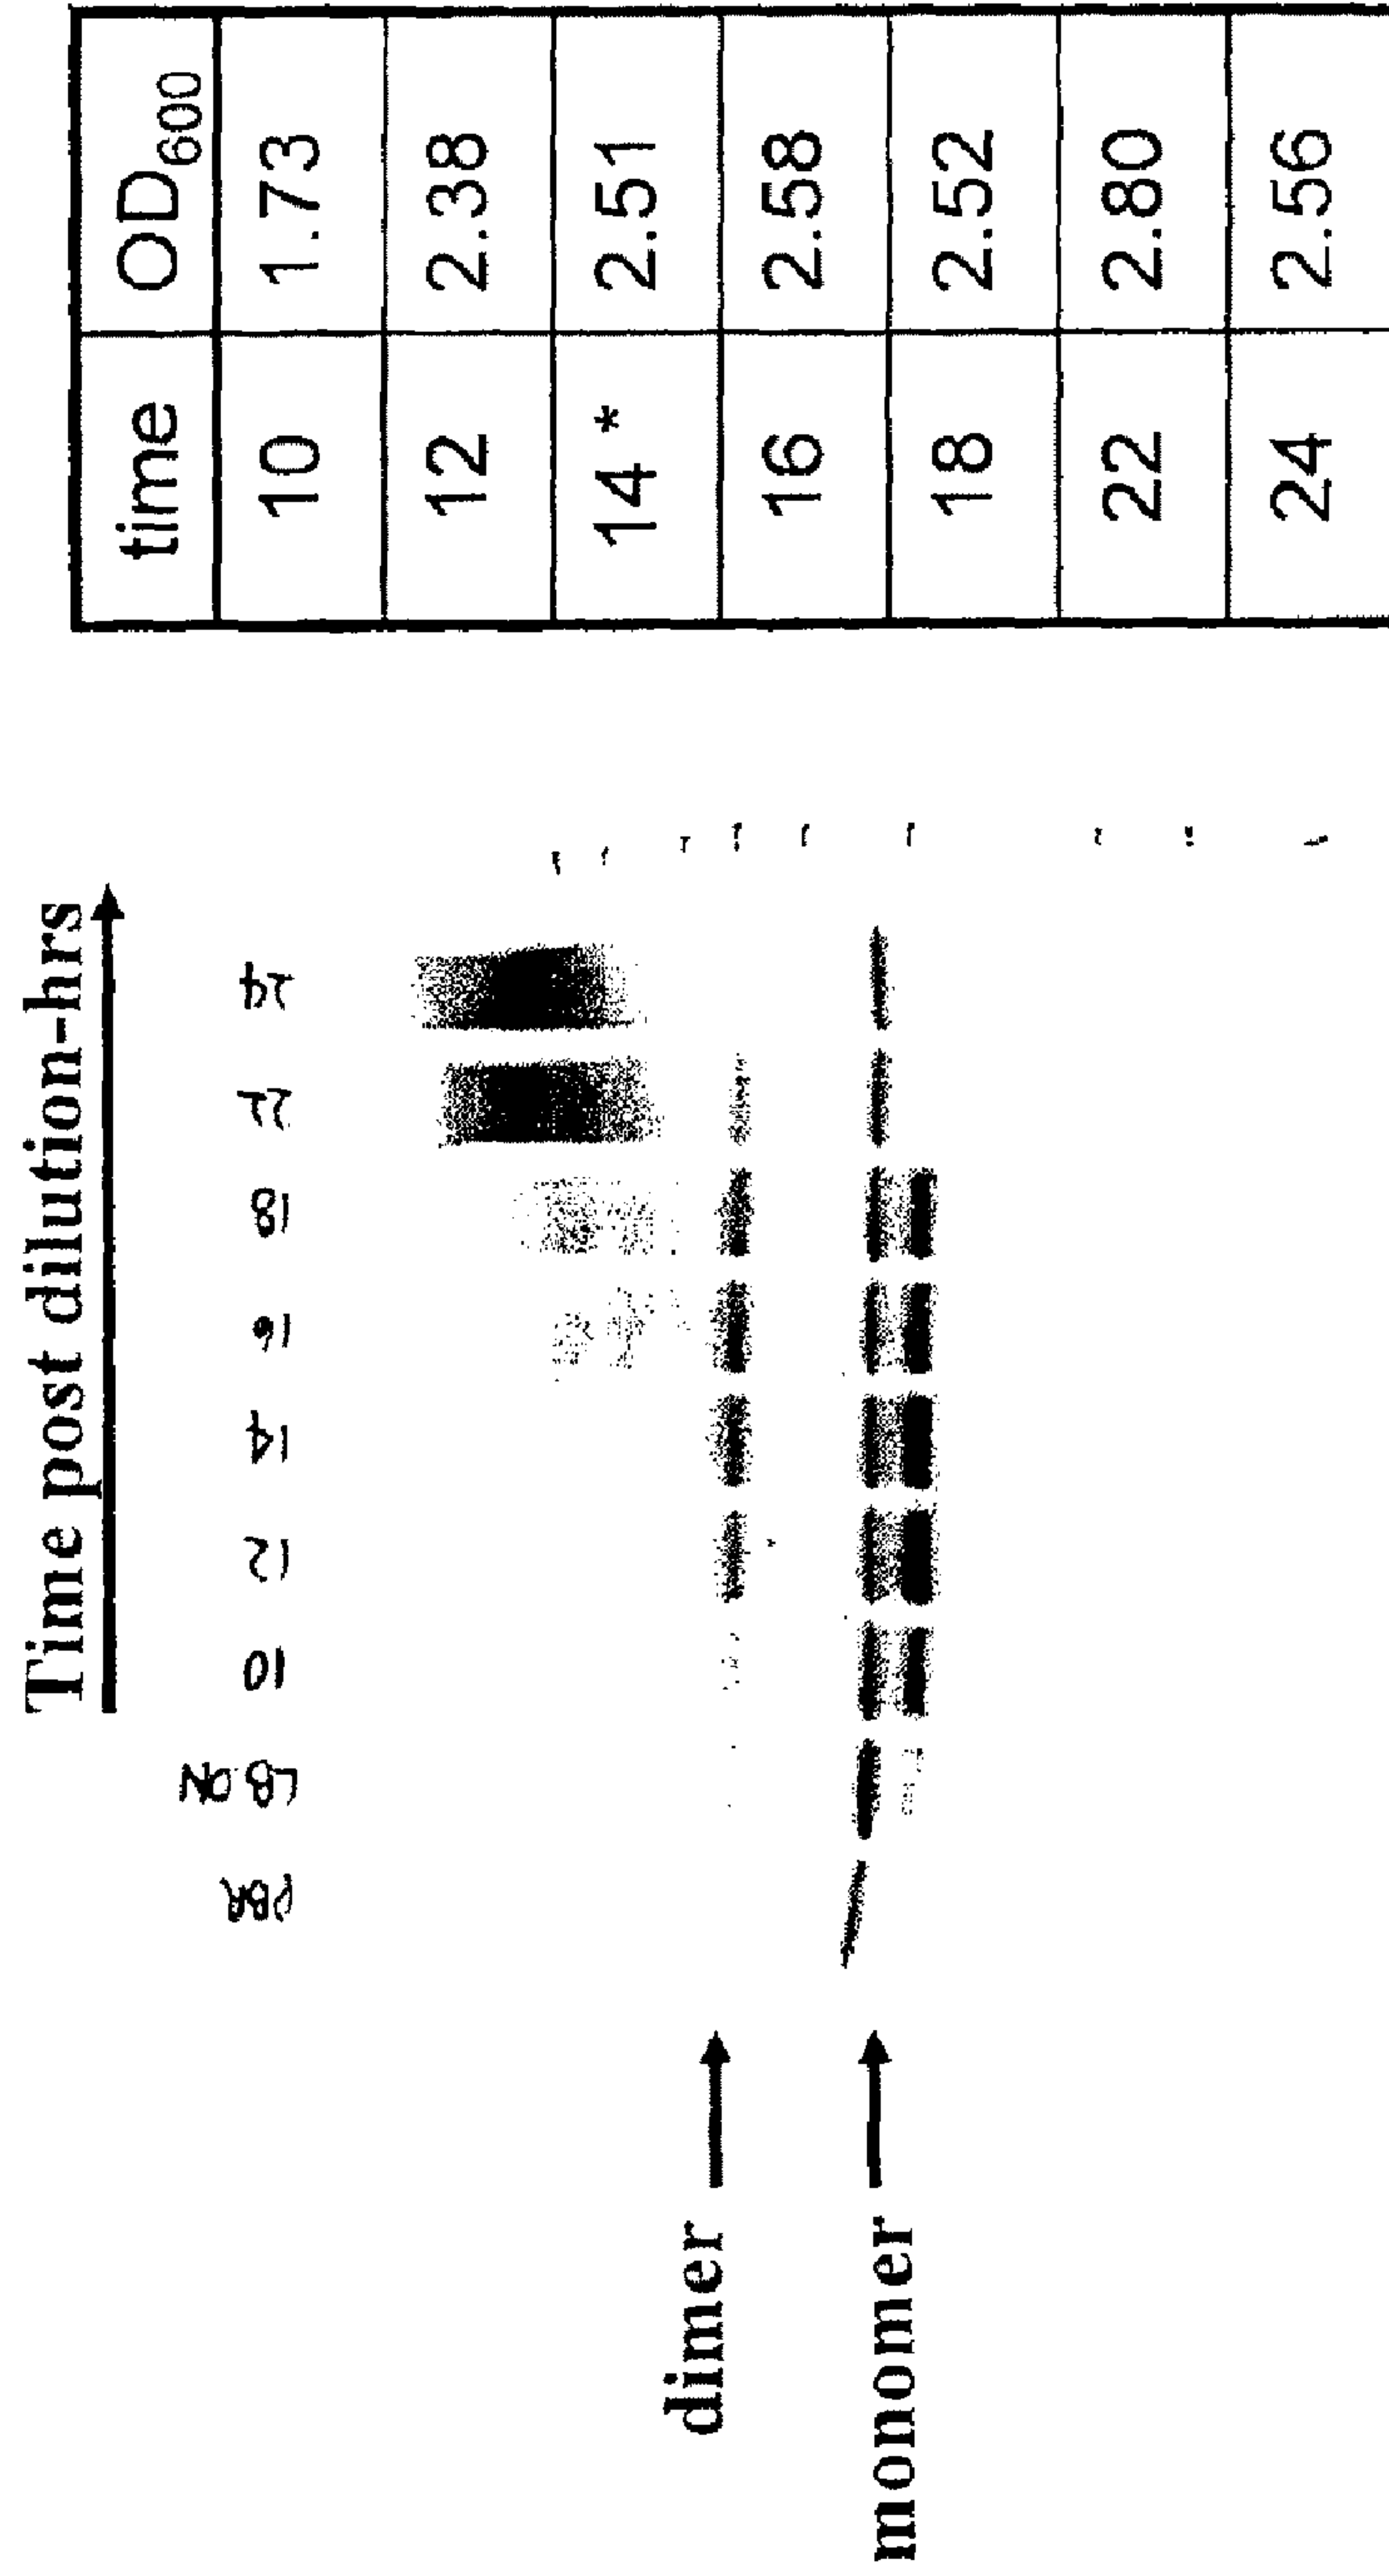 Time post dilution-hrs
PBR LB ON 10 12 14 16 18 22 24
dimer
monomer
time OD600
10 1.73
12 2.38
14 * 2.51
16 2.58
18 2.52
22 2.80
24 2.56